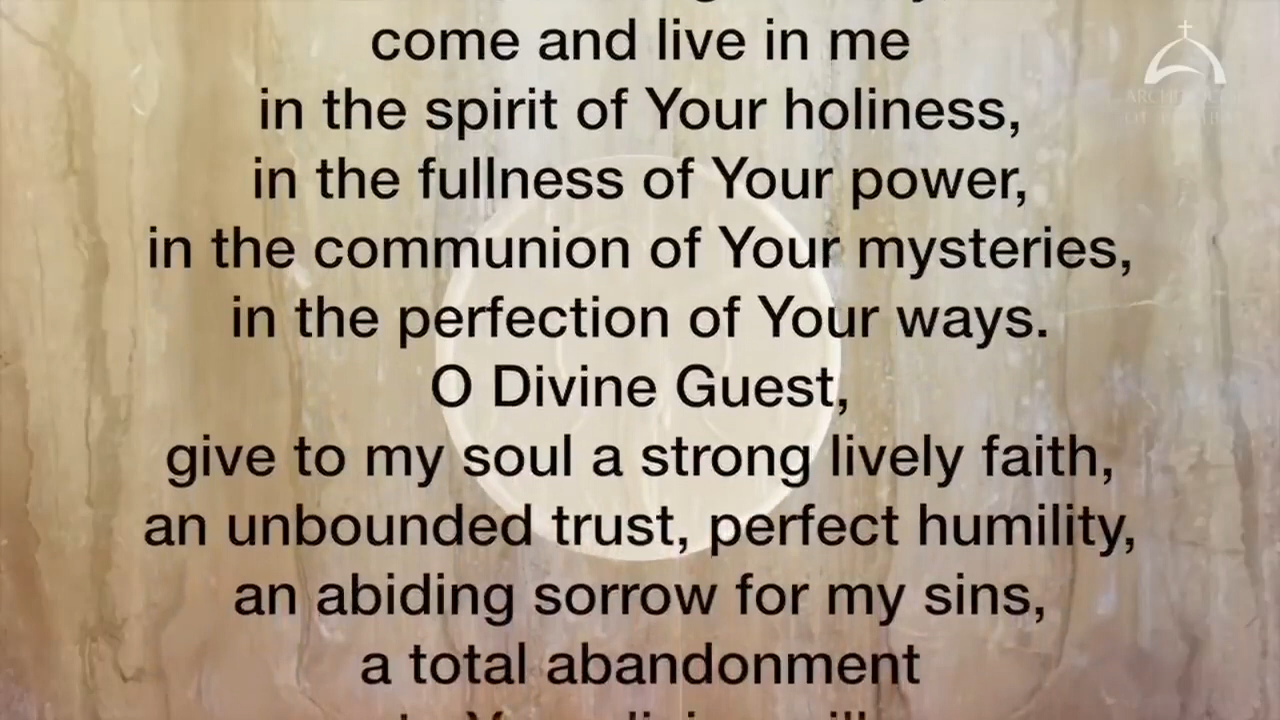 come and live in me
in the spirit of Your holiness,
in the fullness of Your power,
in the communion of Your mysteries,
in the perfection of Your ways.
O Divine Guest,
give to my soul a strong lively faith,
an unbounded trust, perfect humility,
an abiding sorrow for my sins,
a total abandonment